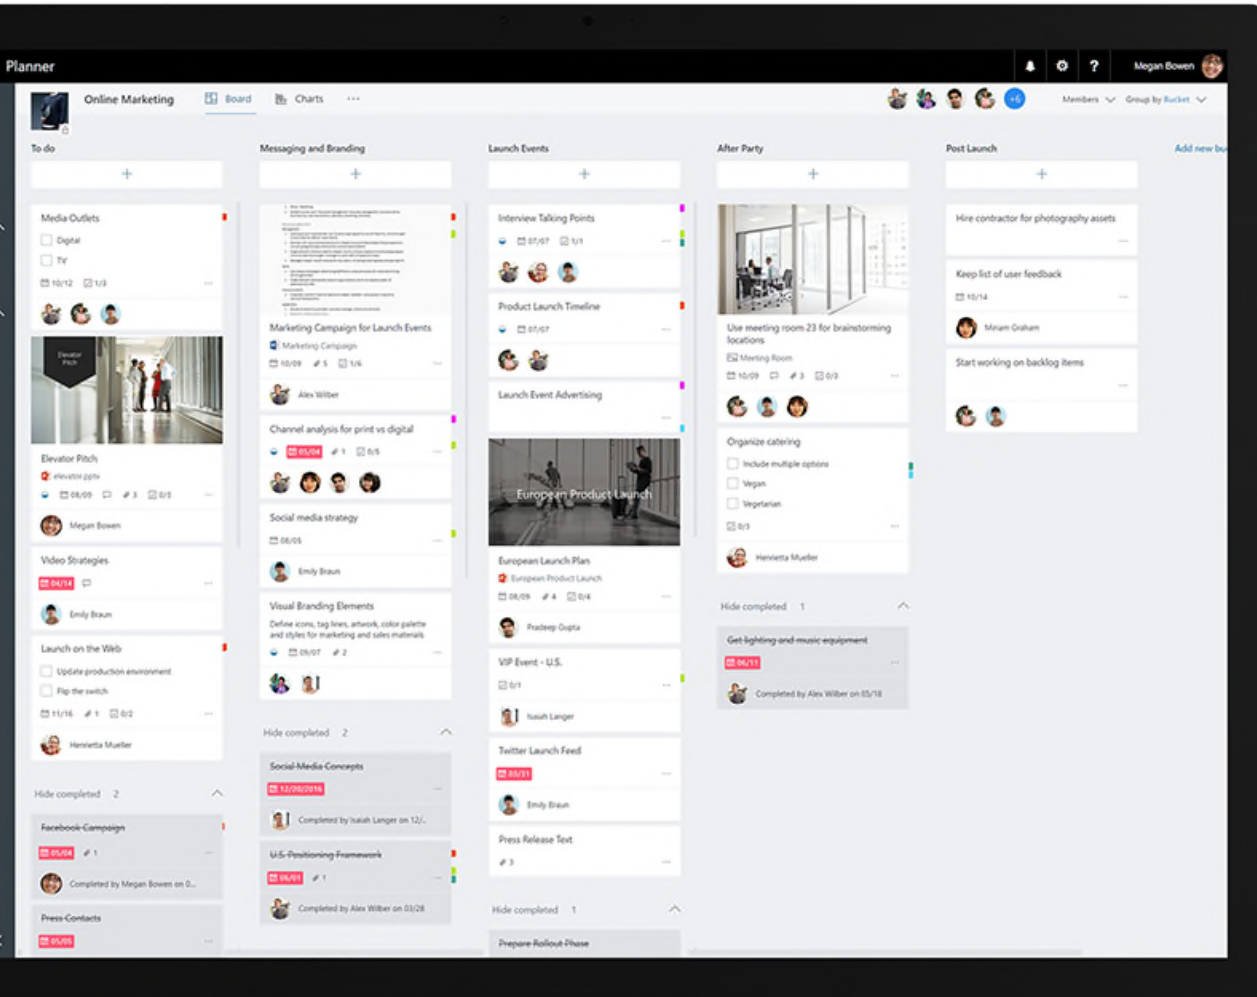 Planner
?
Megan Bowen
Online Marketing
Board
Charts
...
+6
Members
Group by Bucket
To do
+
Media Outlets
Digital
TV
10/12
1/3
Elevator Pitch
Elevator Pitch
elevator.pptx
08/09
3
0/3
Megan Bowen
Video Strategies
04/14
Emily Braun
Launch on the Web
Update production environment
Flip the switch
11/16
1
0/2
Henrietta Mueller
Hide completed 2
Facebook Campaign
05/04
1
Completed by Megan Bowen on 0...
Press Contacts
05/05
Messaging and Branding
+
Marketing Campaign for Launch Events
Marketing Campaign
10/09
5
1/6
Alex Wilber
Channel analysis for print vs digital
05/04
1
0/5
Social media strategy
08/05
Emily Braun
Visual Branding Elements
Define icons, tag lines, artwork, color palette
and styles for marketing and sales materials
09/07
2
Hide completed 2
Social Media Concepts
12/20/2016
Completed by Isaiah Langer on 12/..
U.S. Positioning Framework
06/01
1
Completed by Alex Wilber on 03/28
Launch Events
+
Interview Talking Points
07/07
1/1
Product Launch Timeline
07/07
Launch Event Advertising
European Product Launch
European Launch Plan
European Product Launch
08/09
4
0/4
Pradeep Gupta
VIP Event - U.S.
0/1
Isaiah Langer
Twitter Launch Feed
03/31
Emily Braun
Press Release Text
3
Hide completed 1
Prepare Rollout Phase
After Party
+
Use meeting room 23 for brainstorming
locations
Meeting Room
10/09
3
0/3
Organize catering
Include multiple options
Vegan
Vegetarian
0/3
Henrietta Mueller
Hide completed 1
Get lighting and music equipment
06/11
Completed by Alex Wilber on 05/18
Post Launch
+
Hire contractor for photography assets
Keep list of user feedback
10/14
Miriam Graham
Start working on backlog items
Add new bu